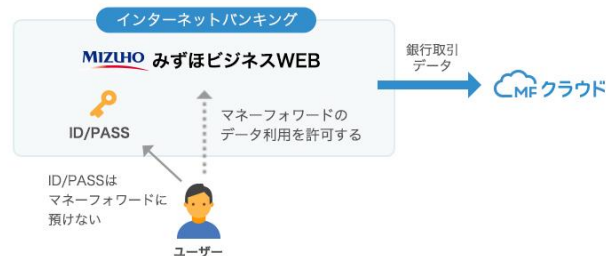 インターネットバンキング
MIZUHO みずほビジネスWEB
銀行取引
データ
MFクラウド
ID/PASS
マネーフォワードの
データ利用を許可する
ID/PASSは
マネーフォワードに
預けない
ユーザー